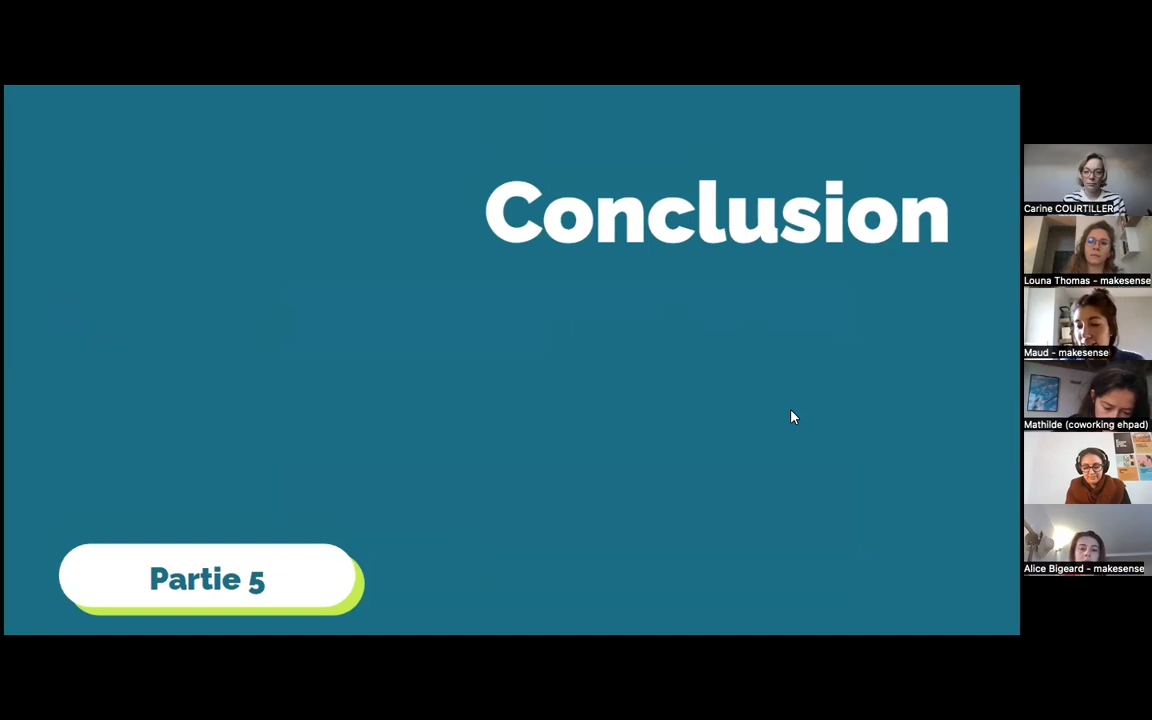 Conclusion
Partie 5
Carine COURTILLER
Louna Thomas - makesense
Maud - makesense
Mathilde (coworking ehpad)
Alice Bigeard - makesense